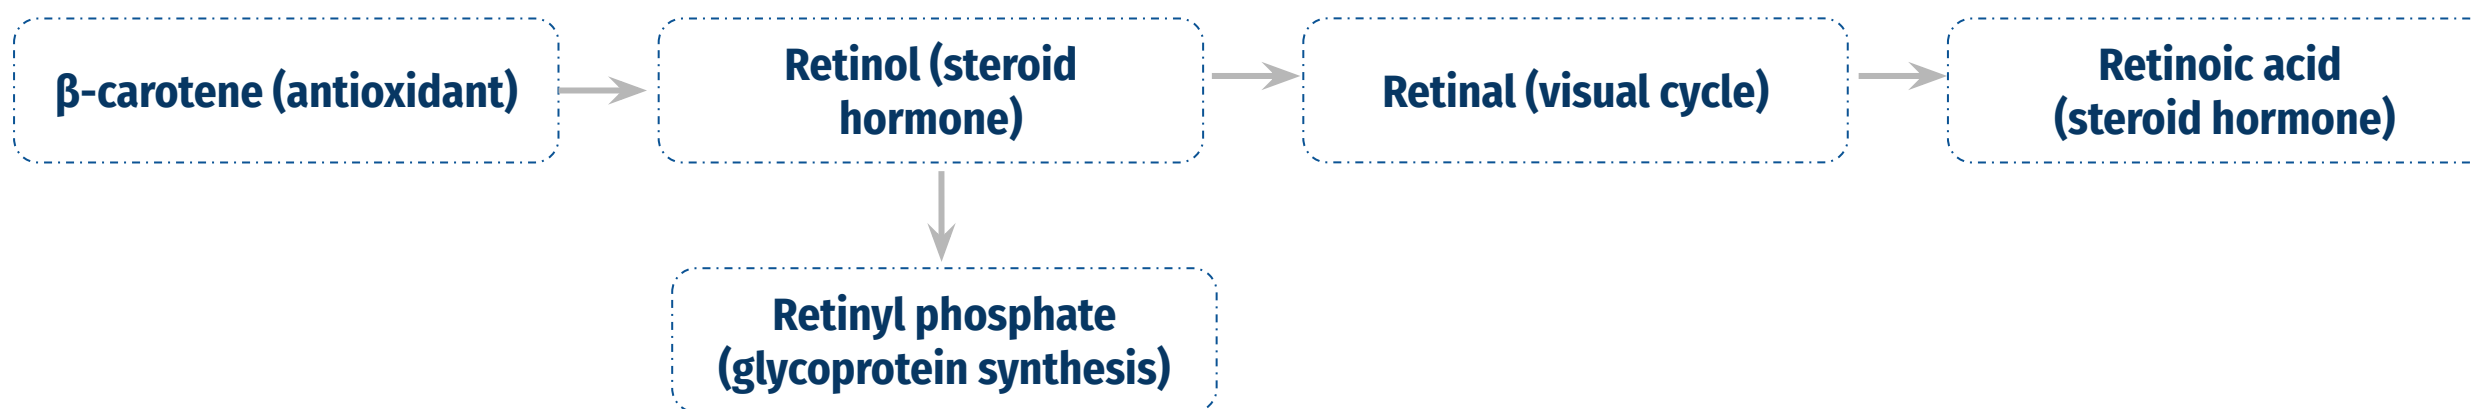 β-carotene (antioxidant)
Retinol (steroid
hormone)
Retinal (visual cycle)
Retinoic acid
(steroid hormone)
Retinyl phosphate
(glycoprotein synthesis)